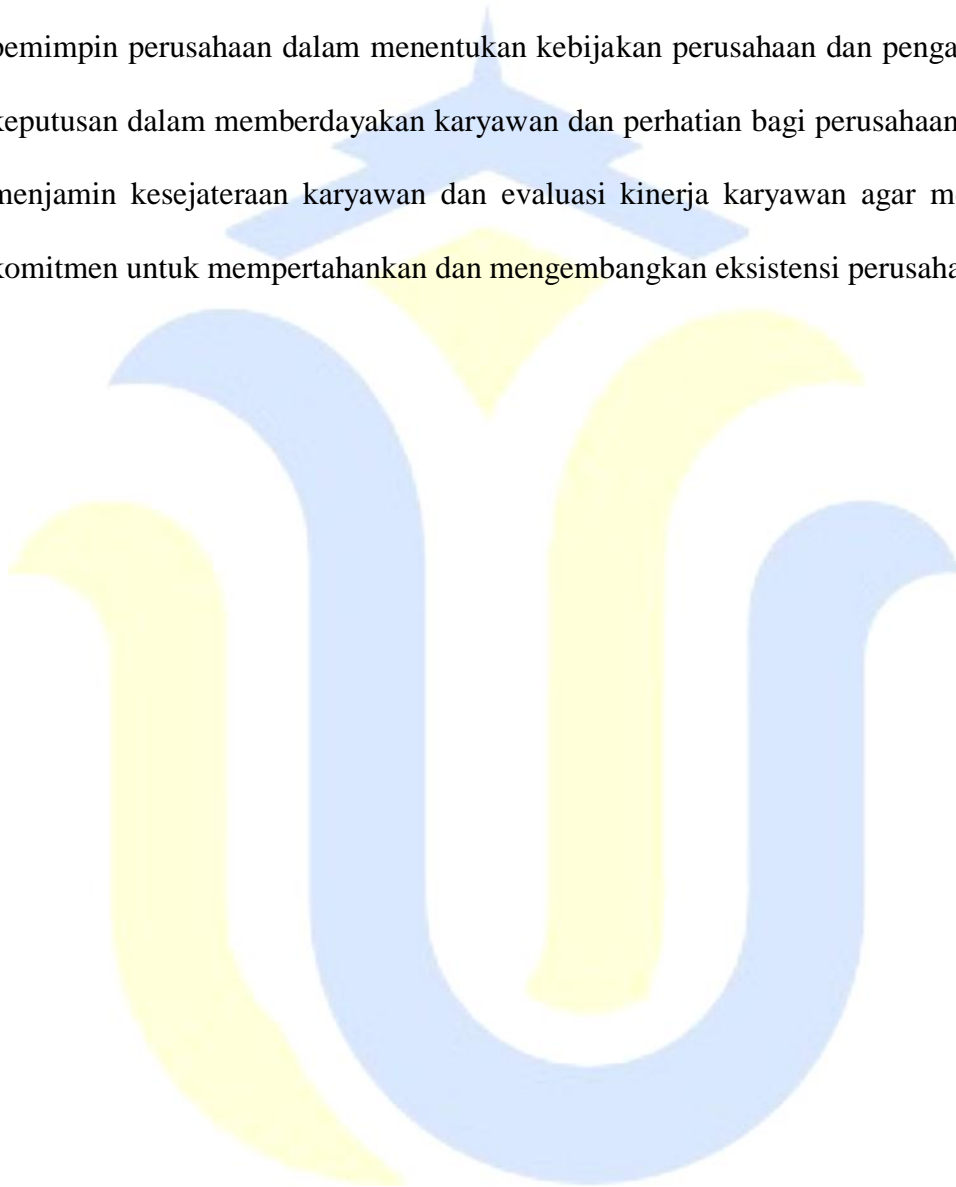 pemimpin perusahaan dalam menentukan kebijakan perusahaan dan penga
keputusan dalam memberdayakan karyawan dan perhatian bagi perusahaan
menjamin kesejateraan karyawan dan evaluasi kinerja karyawan agar m
komitmen untuk mempertahankan dan mengembangkan eksistensi perusaha